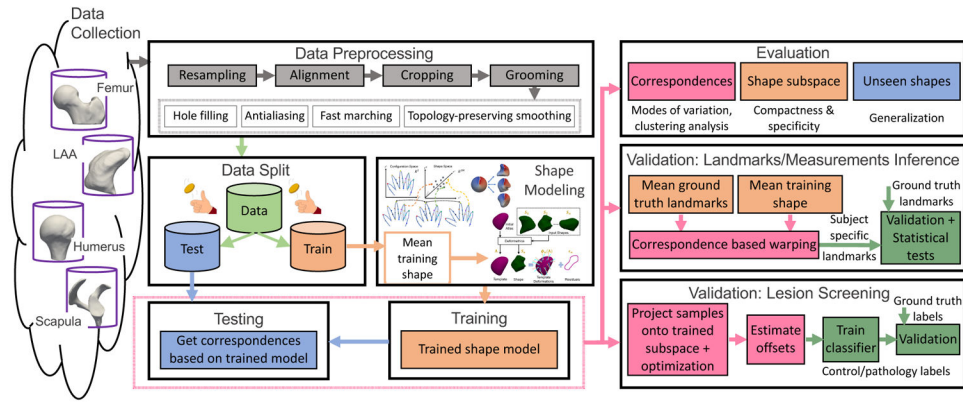 Data
Collection
Femur
LAA
Humerus
Scapula
Data Preprocessing
Resampling
Alignment
Cropping
Grooming
Hole filling
Antialiasing
Fast marching
Topology-preserving smoothing
Data Split
Data
Test
Train
Shape
Modeling
Mean
training
shape
Testing
Get correspondences
based on trained model
Training
Trained shape model
Evaluation
Correspondences
Shape subspace
Unseen shapes
Modes of variation,
clustering analysis
Compactness &
specificity
Generalization
Validation: Landmarks/Measurements Inference
Mean ground
truth landmarks
Mean training
shape
Ground truth
landmarks
Correspondence based warping
Subject
specific
landmarks
Validation +
Statistical
tests
Validation: Lesion Screening
Project samples
onto trained
subspace +
optimization
Estimate
offsets
Train
classifier
Ground truth
labels
Validation
Control/pathology labels